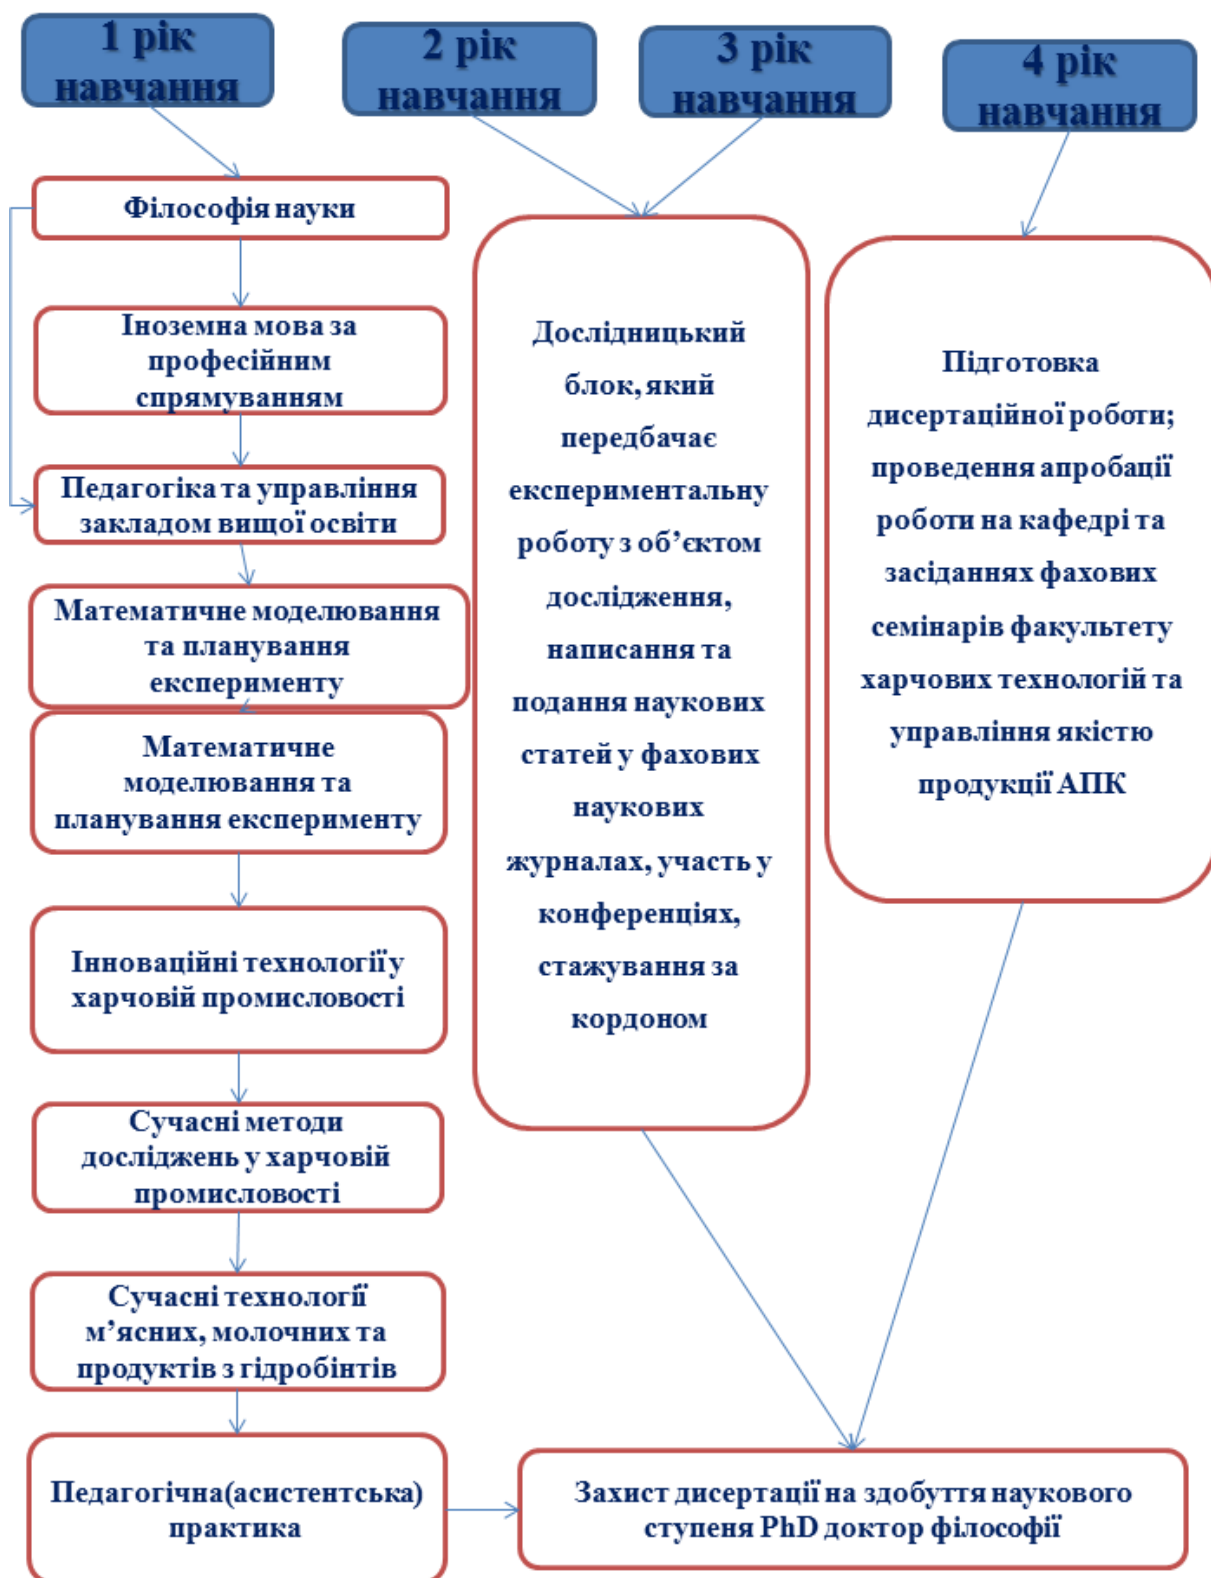 1 рік
навчання
2 рік
навчання
3 рік
навчання
4 рік
навчання
Філософія науки
Іноземна мова за
професійним
спрямуванням
Педагогіка та управління
закладом вищої освіти
Математичне моделювання
та планування
експерименту
Математичне
моделювання та
планування експерименту
Інноваційні технології у
харчовій промисловості
Сучасні методи
досліджень у харчовій
промисловості
Сучасні технології
м’ясних, молочних та
продуктів з гідробінтів
Педагогічна(асистентська)
практика
Дослідницький
блок, який
передбачає
експериментальну
роботу з об’єктом
дослідження,
написання та
подання наукових
статей у фахових
наукових
журналах, участь у
конференціях,
стажування за
кордоном
Підготовка
дисертаційної роботи;
проведення апробації
роботи на кафедрі та
засіданнях фахових
семінарів факультету
харчових технологій та
управління якістю
продукції АПК
Захист дисертації на здобуття наукового
ступеня PhD доктор філософії